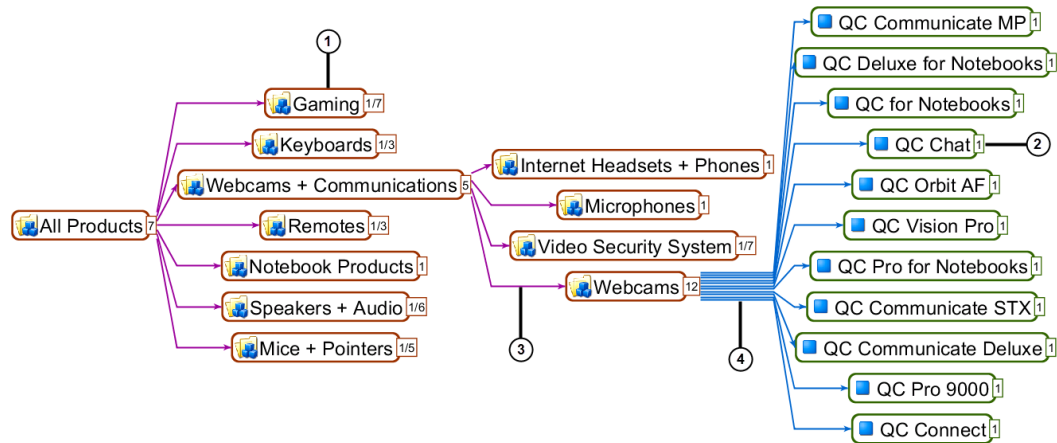 1
Gaming 1/7
Keyboards 1/3
Webcams + Communications 5
All Products 7
Remotes 1/3
Notebook Products 1
Speakers + Audio 1/6
Mice + Pointers 1/5
Internet Headsets + Phones 1
Microphones 1
Video Security System 1/7
Webcams 12
3
4
QC Communicate MP 1
QC Deluxe for Notebooks 1
QC for Notebooks 1
QC Chat 1
2
QC Orbit AF 1
QC Vision Pro 1
QC Pro for Notebooks 1
QC Communicate STX 1
QC Communicate Deluxe 1
QC Pro 9000 1
QC Connect 1